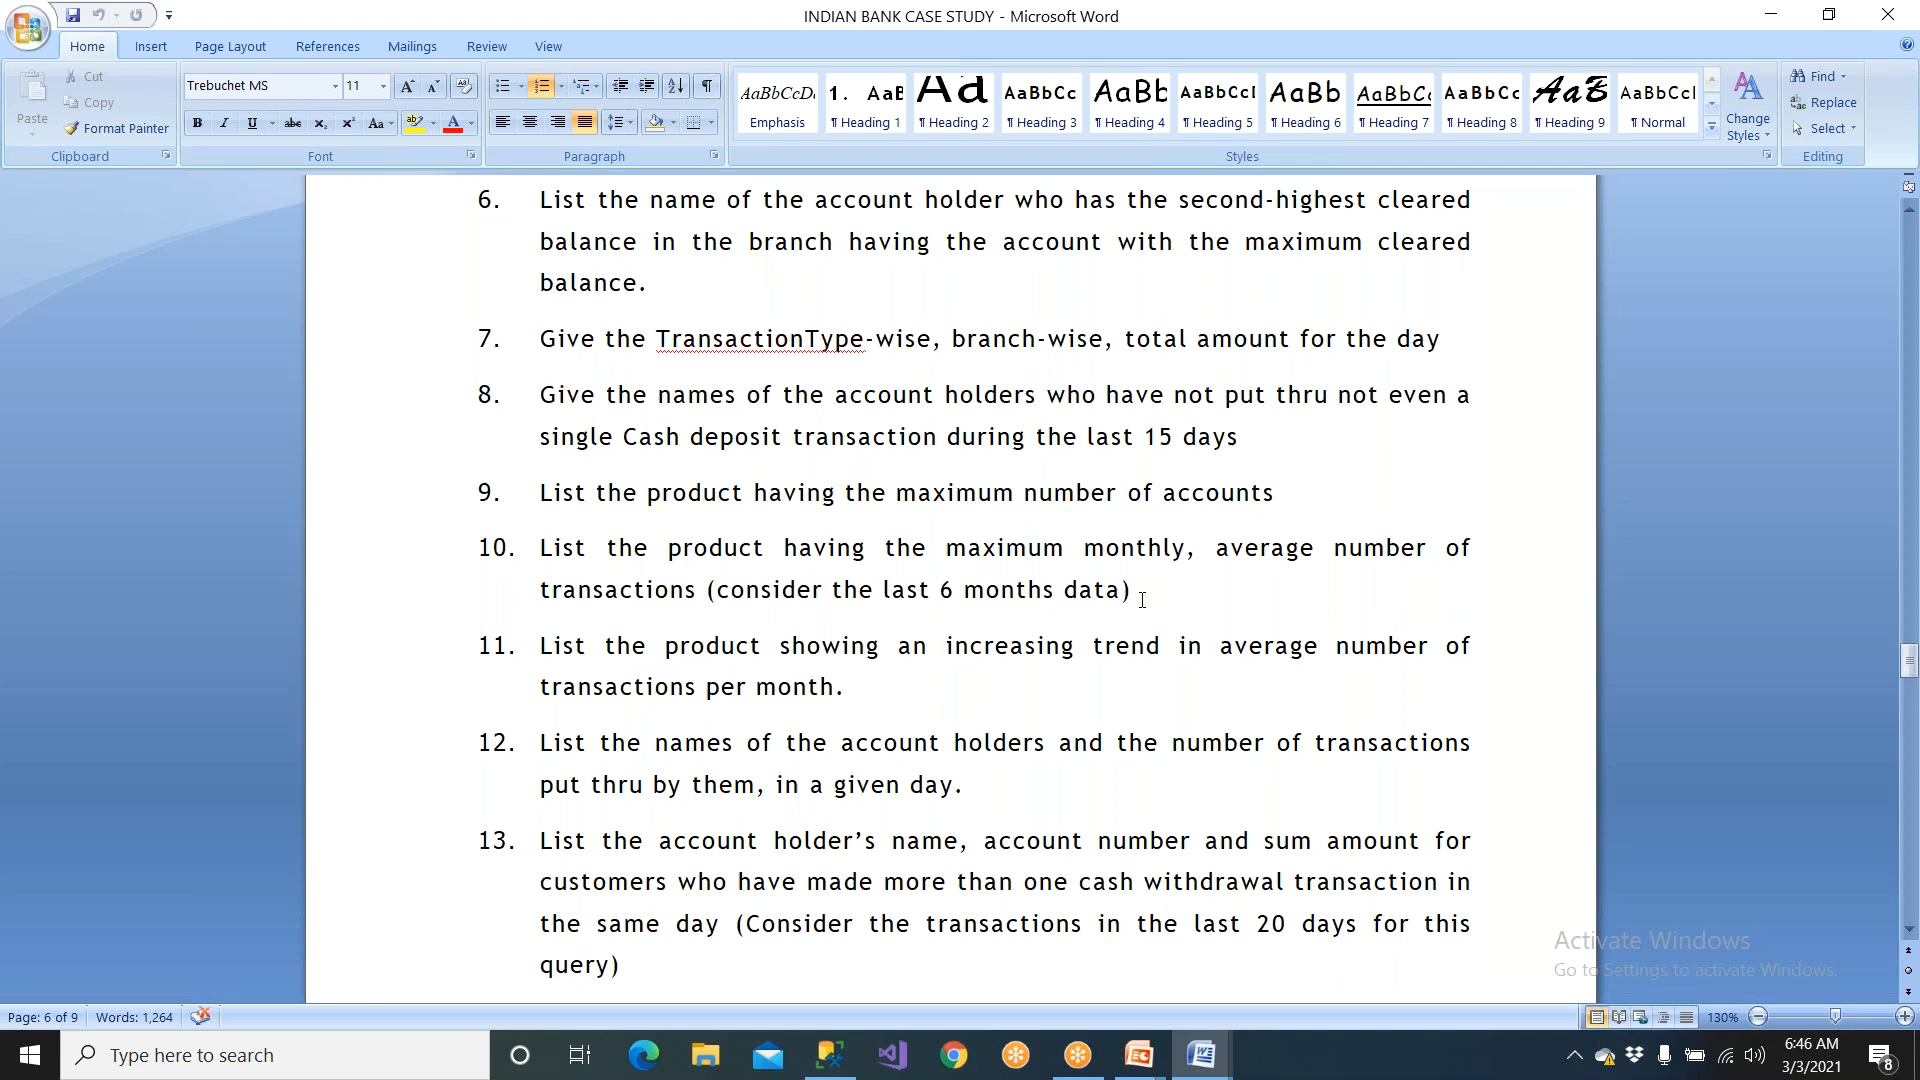 INDIAN BANK CASE STUDY - Microsoft Word
Home Insert Page Layout References Mailings Review View
Paste
Cut
Copy
Format Painter
Clipboard
Trebuchet MS 11
Font
Paragraph
AaBbCcD 1. AaB Aa AaBbCc AaBb AaBbCcI AaBb AaBbC AaBbCc AaB AaBbCcI
Emphasis ¶ Heading 1 ¶ Heading 2 ¶ Heading 3 ¶ Heading 4 ¶ Heading 5 ¶ Heading 6 ¶ Heading 7 ¶ Heading 8 ¶ Heading 9 ¶ Normal
Styles
Change
Styles
Find
Replace
Select
Editing
6. List the name of the account holder who has the second-highest cleared
balance in the branch having the account with the maximum cleared
balance.
7. Give the TransactionType-wise, branch-wise, total amount for the day
8. Give the names of the account holders who have not put thru not even a
single Cash deposit transaction during the last 15 days
9. List the product having the maximum number of accounts
10. List the product having the maximum monthly, average number of
transactions (consider the last 6 months data)
11. List the product showing an increasing trend in average number of
transactions per month.
12. List the names of the account holders and the number of transactions
put thru by them, in a given day.
13. List the account holder’s name, account number and sum amount for
customers who have made more than one cash withdrawal transaction in
the same day (Consider the transactions in the last 20 days for this
query)
Activate Windows
Go to Settings to activate Windows.
Page: 6 of 9 Words: 1,264 130%
Type here to search
6:46 AM
3/3/2021
8